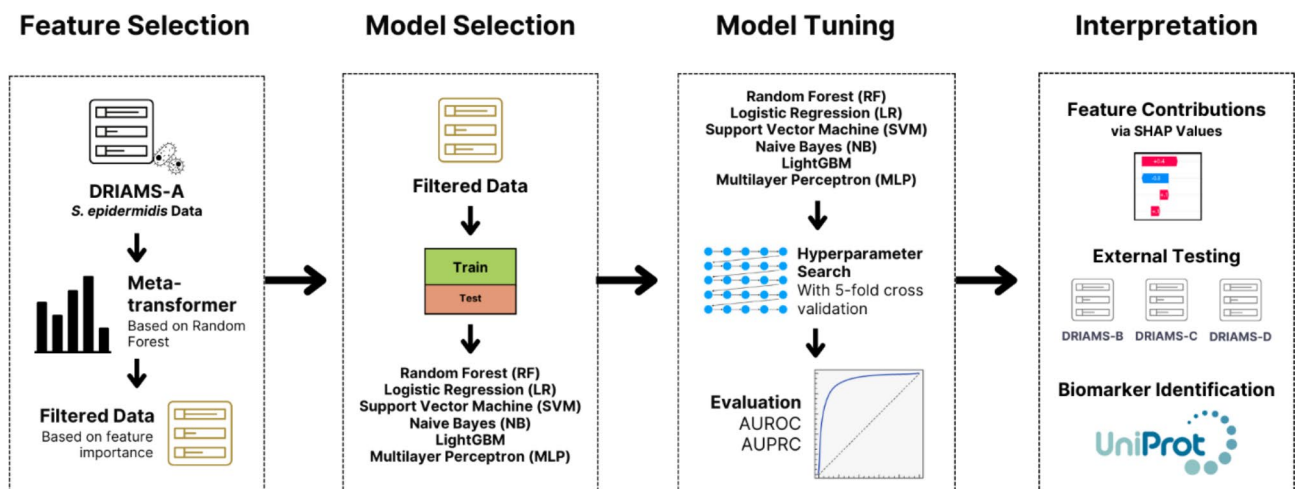 Feature Selection
Model Selection
Model Tuning
Interpretation
DRIAMS-A
S. epidermidis Data
Meta-
transformer
Based on Random
Forest
Filtered Data
Based on feature
importance
Filtered Data
Train
Test
Random Forest (RF)
Logistic Regression (LR)
Support Vector Machine (SVM)
Naive Bayes (NB)
LightGBM
Multilayer Perceptron (MLP)
Random Forest (RF)
Logistic Regression (LR)
Support Vector Machine (SVM)
Naive Bayes (NB)
LightGBM
Multilayer Perceptron (MLP)
Hyperparameter
Search
With 5-fold cross
validation
Evaluation
AUROC
AUPRC
Feature Contributions
via SHAP Values
External Testing
DRIAMS-B
DRIAMS-C
DRIAMS-D
Biomarker Identification
UniProt